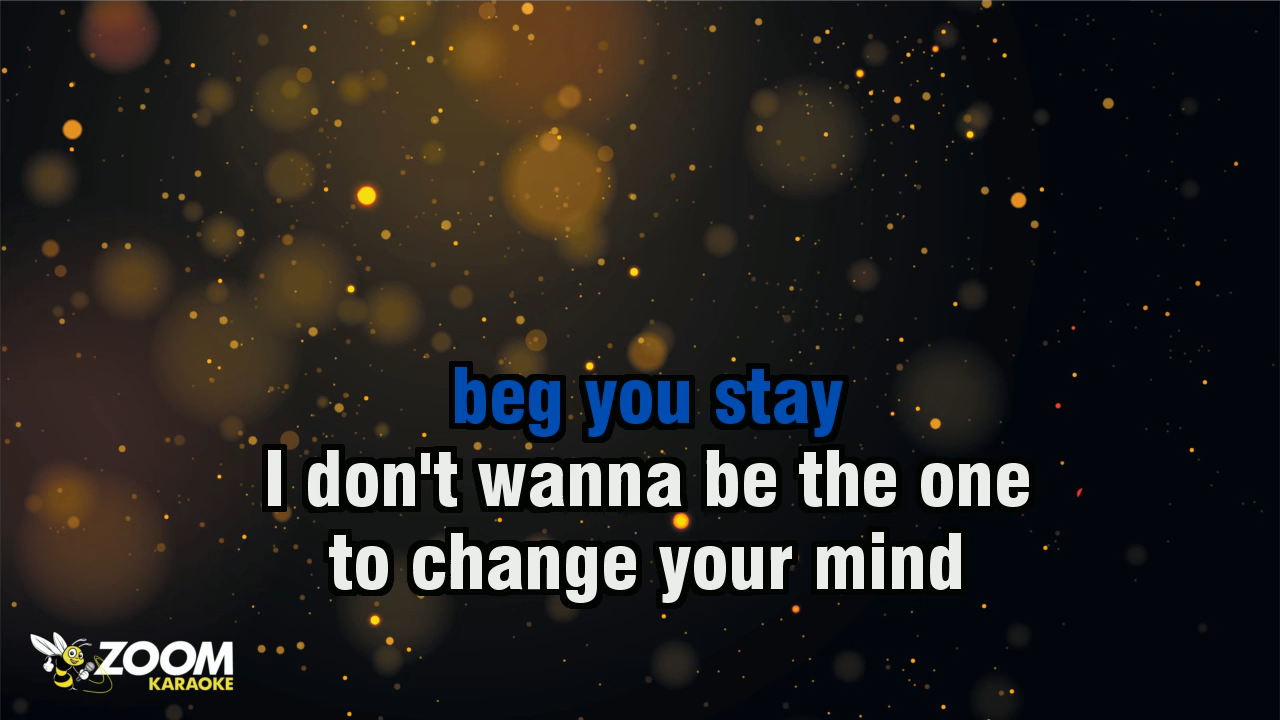 beg you stay
I don't wanna be the one
to change your mind
ZOOM
KARAOKE